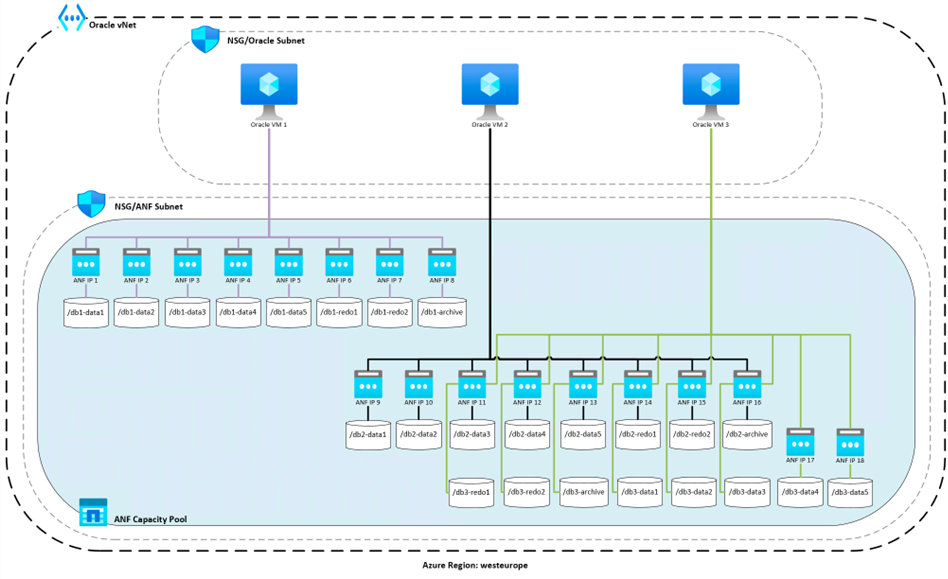 Oracle vNet
NSG/Oracle Subnet
Oracle VM 1
Oracle VM 2
Oracle VM 3
NSG/ANF Subnet
ANF IP 1
ANF IP 2
ANF IP 3
ANF IP 4
ANF IP 5
ANF IP 6
ANF IP 7
ANF IP 8
/db1-data1
/db1-data2
/db1-data3
/db1-data4
/db1-data5
/db1-redo1
/db1-redo2
/db1-archive
ANF IP 9
ANF IP 10
ANF IP 11
ANF IP 12
ANF IP 13
ANF IP 14
ANF IP 15
ANF IP 16
/db2-data1
/db2-data2
/db2-data3
/db2-data4
/db2-data5
/db2-redo1
/db2-redo2
/db2-archive
ANF IP 17
ANF IP 18
/db3-redo1
/db3-redo2
/db3-archive
/db3-data1
/db3-data2
/db3-data3
/db3-data4
/db3-data5
ANF Capacity Pool
Azure Region: westeurope